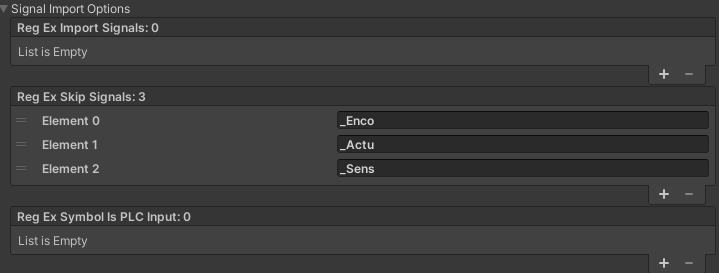 Signal Import Options
Reg Ex Import Signals: 0
List is Empty
+ −
Reg Ex Skip Signals: 3
Element 0 _Enco
Element 1 _Actu
Element 2 _Sens
+ −
Reg Ex Symbol Is PLC Input: 0
List is Empty
+ −